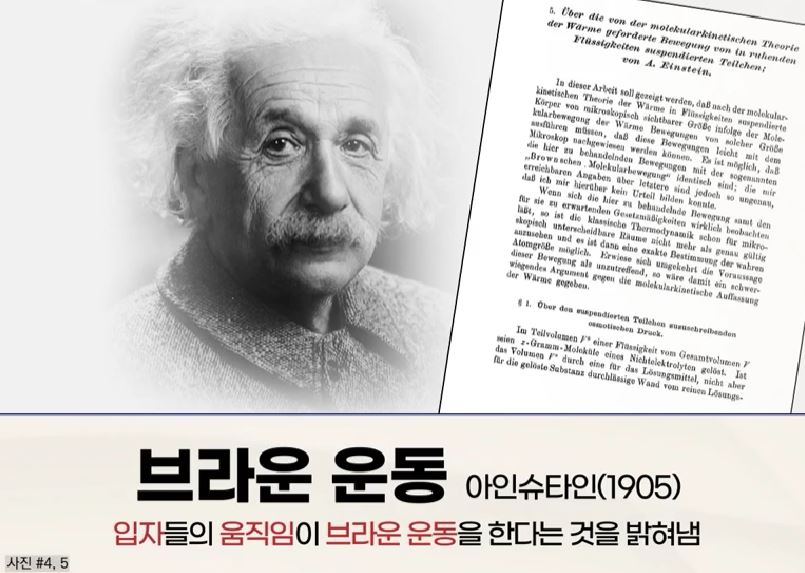 5. Über die von der molekularkinetischen Theorie
der Wärme geforderte Bewegung von in ruhenden
Flüssigkeiten suspendierten Teilchen;
von A. Einstein.
In dieser Arbeit soll gezeigt werden, daß nach der molekular-
kinetischen Theorie der Wärme in Flüssigkeiten suspendierte
Körper von mikroskopisch sichtbarer Größe infolge der Mole-
kularbewegung der Wärme Bewegungen von solcher Größe
ausführen müssen, daß diese Bewegungen leicht mit dem
Mikroskop nachgewiesen werden können. Es ist möglich, daß
die hier zu behandelnden Bewegungen mit der sogenannten
„Brown schen Molekularbewegung" identisch sind; die mir
erreichbaren Angaben über letztere sind jedoch so ungenau,
daß ich mir hierüber kein Urteil bilden konnte.
Wenn sich die hier zu behandelnde Bewegung samt den
für sie zu erwartenden Gesetzmäßigkeiten wirklich beobachten
läßt, so ist die klassische Thermodynamik schon für mikro-
skopisch unterscheidbare Räume nicht mehr als genau gültig
anzusehen und es ist dann eine exakte Bestimmung der wahren
Atomgröße möglich. Erwiese sich umgekehrt die Voraussage
dieser Bewegung als unzutreffend, so wäre damit ein schwer-
wiegendes Argument gegen die molekularkinetische Auffassung
der Wärme gegeben.
§ 1. Über den suspendierten Teilchen zuzuschreibenden
osmotischen Druck.
Im Teilvolumen V* einer Flüssigkeit vom Gesamtvolumen V
seien z-Gramm-Moleküle eines Nichtelektrolyten gelöst. Ist
das Volumen V* durch eine für das Lösungsmittel, nicht aber
für die gelöste Substanz durchlässige Wand vom reinen Lösungs-
브라운 운동 아인슈타인(1905)
입자들의 움직임이 브라운 운동을 한다는 것을 밝혀냄
사진 #4, 5